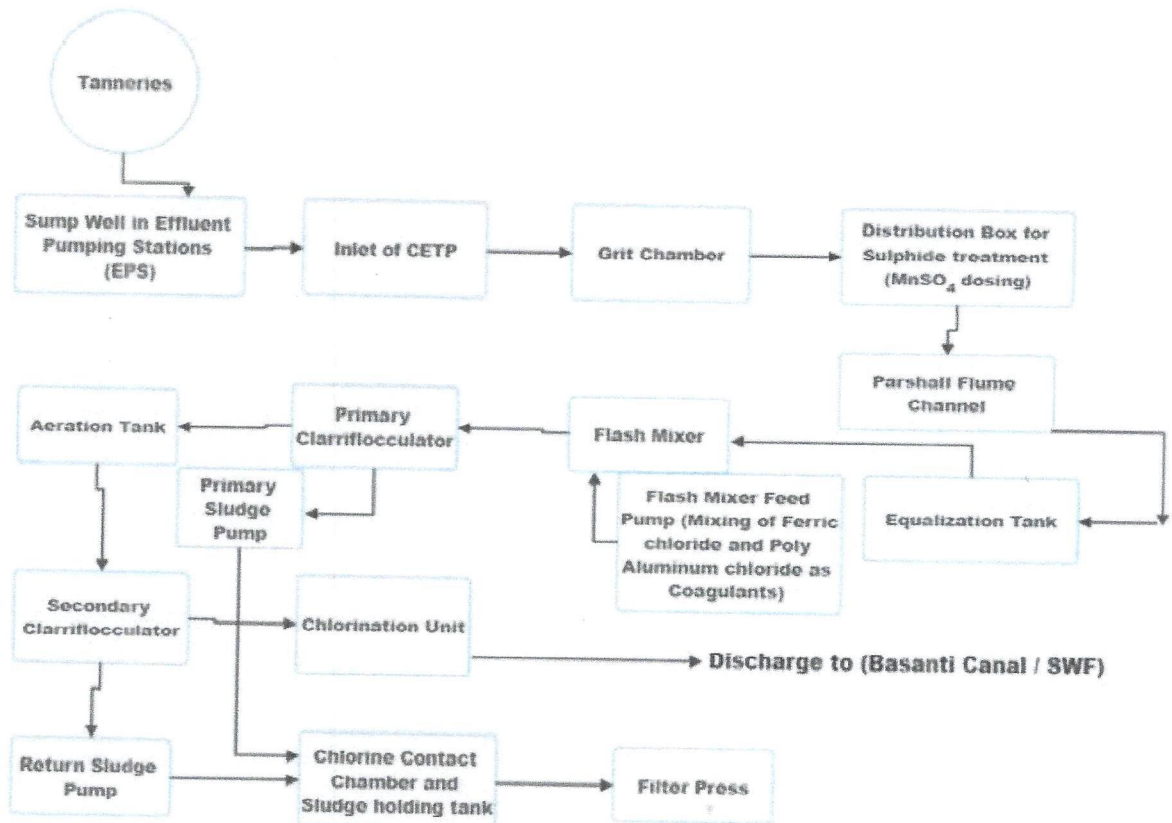 Tanneries
Sump Well in Effluent
Pumping Stations
(EPS)
Inlet of CETP
Grit Chamber
Distribution Box for
Sulphide treatment
(MnSO₄ dosing)
Parshall Flume
Channel
Equalization Tank
Flash Mixer
Flash Mixer Feed
Pump (Mixing of Ferric
chloride and Poly
Aluminum chloride as
Coagulants)
Primary
Clarriflocculator
Aeration Tank
Primary
Sludge
Pump
Secondary
Clarriflocculator
Chlorination Unit
Discharge to (Basanti Canal / SWF)
Return Sludge
Pump
Chlorine Contact
Chamber and
Sludge holding tank
Filter Press